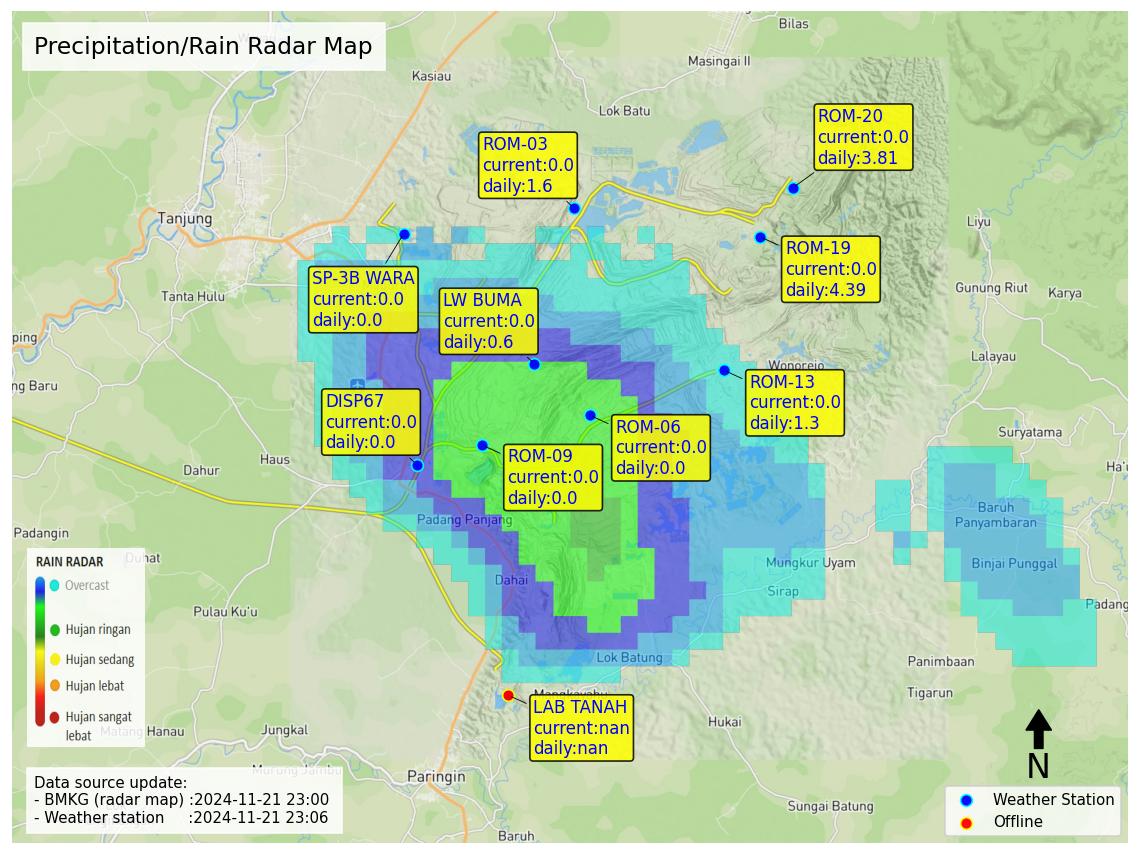 Precipitation/Rain Radar Map
Bilas
Masingai II
Kasiau
Lok Batu
ROM-20
current:0.0
daily:3.81
ROM-03
current:0.0
daily:1.6
Tanjung
Liyu
ROM-19
current:0.0
daily:4.39
SP-3B WARA
current:0.0
daily:0.0
Tanta Hulu
Gunung Riut
Karya
LW BUMA
current:0.0
daily:0.6
ping
Lalayau
Wonorejo
ng Baru
ROM-13
current:0.0
daily:1.3
DISP67
current:0.0
daily:0.0
ROM-06
current:0.0
daily:0.0
Suryatama
Haus
Dahur
ROM-09
current:0.0
daily:0.0
Ha'u
Padang Panjang
Baruh
Panyambaran
Padangin
Mungkur Uyam
Binjai Punggal
Dahai
Sirap
Padang
RAIN RADAR
Overcast
Hujan ringan
Hujan sedang
Hujan lebat
Hujan sangat
lebat
Pulau Ku'u
Lok Batung
Panimbaan
Tigarun
Mangkayahu
LAB TANAH
current:nan
daily:nan
Hukai
Matang Hanau
Jungkal
Murung Jambu
Paringin
N
Data source update:
- BMKG (radar map) :2024-11-21 23:00
- Weather station :2024-11-21 23:06
Sungai Batung
Baruh
Weather Station
Offline